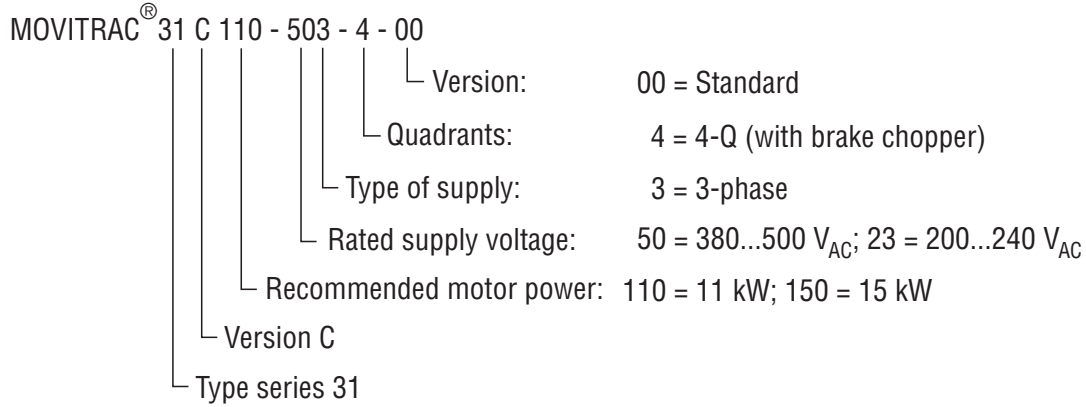 MOVITRAC® 31 C 110 - 503 - 4 - 00
Version: 00 = Standard
Quadrants: 4 = 4-Q (with brake chopper)
Type of supply: 3 = 3-phase
Rated supply voltage: 50 = 380...500 VAC; 23 = 200...240 VAC
Recommended motor power: 110 = 11 kW; 150 = 15 kW
Version C
Type series 31